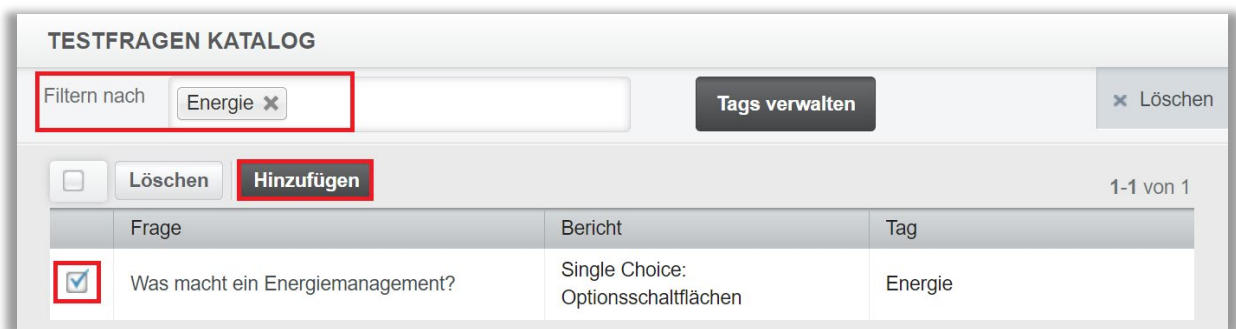 TESTFRAGEN KATALOG
Filtern nach Energie Tags verwalten Löschen
Löschen Hinzufügen 1-1 von 1
Frage Bericht Tag
Was macht ein Energiemanagement? Single Choice: Energie
Optionsschaltflächen